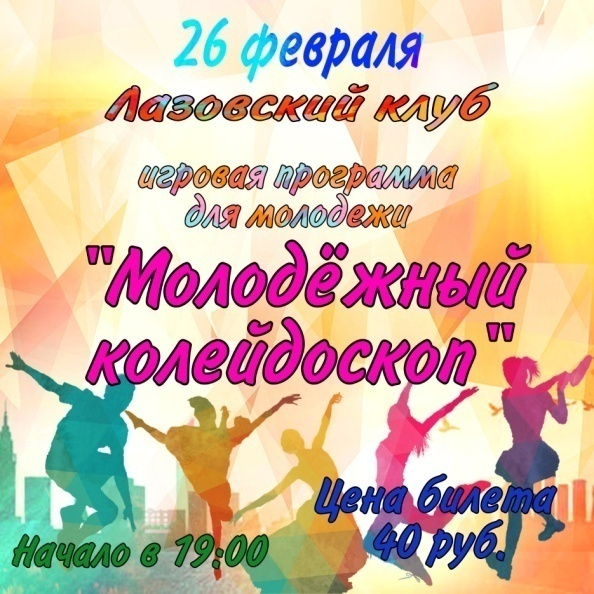 26 февраля
Лазовский клуб
игровая программа
для молодежи
"Молодёжный
колейдоскоп"
Цена билета
40 руб.
Начало в 19:00